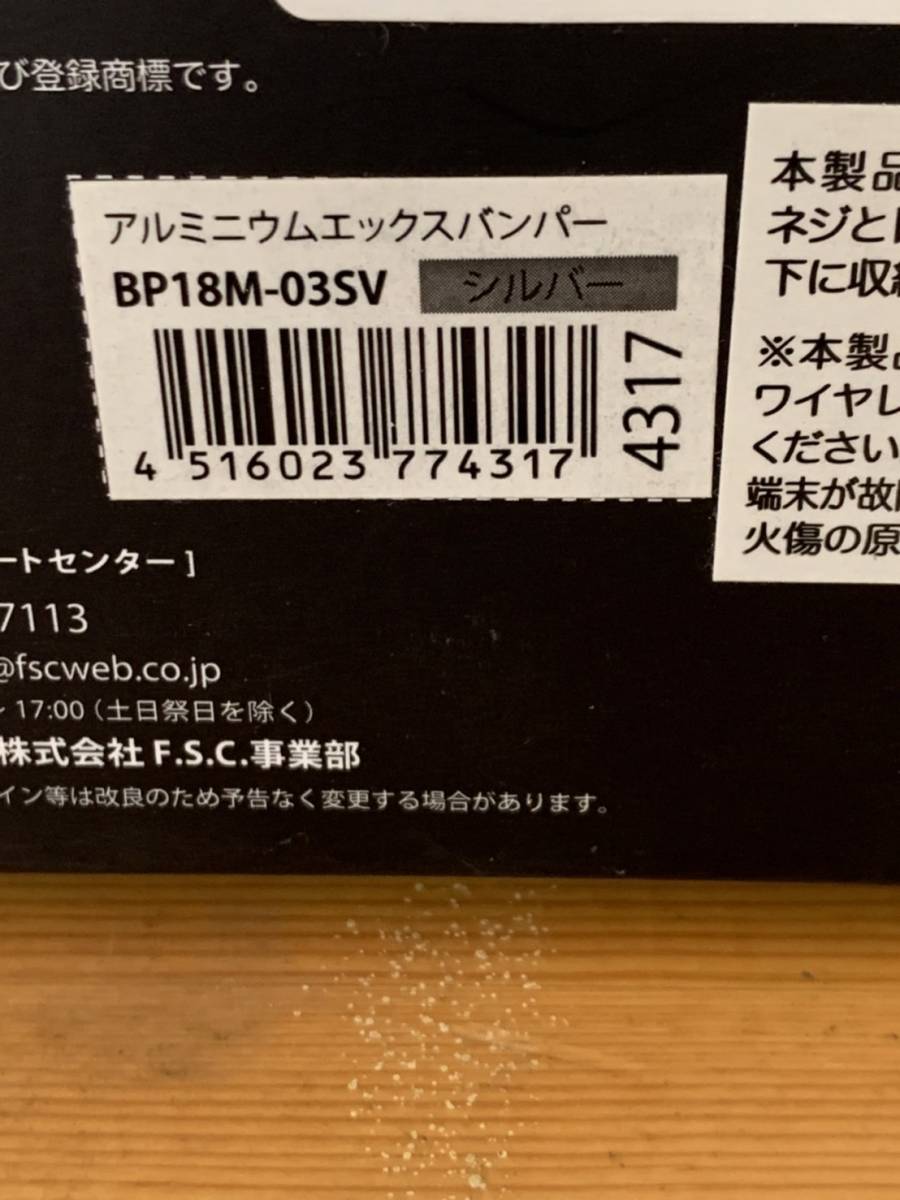 び登録商標です。
アルミニウムエックスバンパー
BP18M-03SV シルバー
4 516023 774317
4317
本製品
ネジと
下に収納
※本製品
ワイヤレ
ください
端末が故
火傷の原
ートセンター]
7113
@fscweb.co.jp
~ 17:00 (土日祭日を除く)
株式会社 F.S.C.事業部
イン等は改良のため予告なく変更する場合があります。